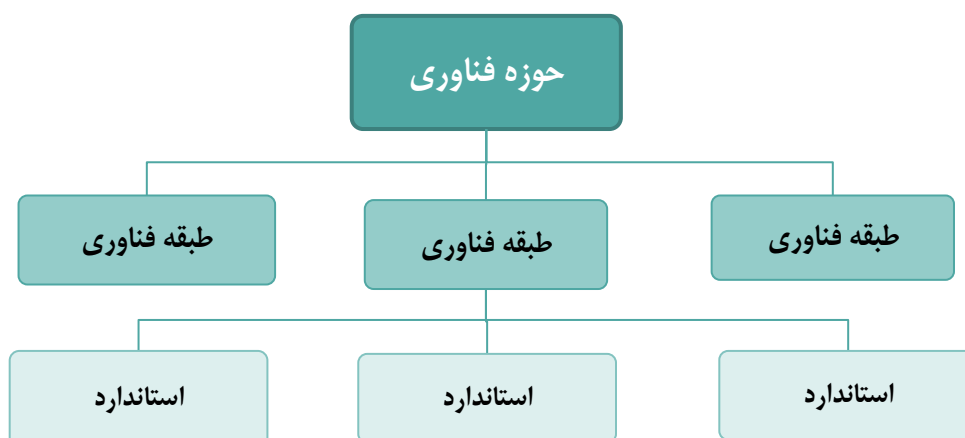 حوزه فناوری
طبقه فناوری
طبقه فناوری
طبقه فناوری
استاندارد
استاندارد
استاندارد